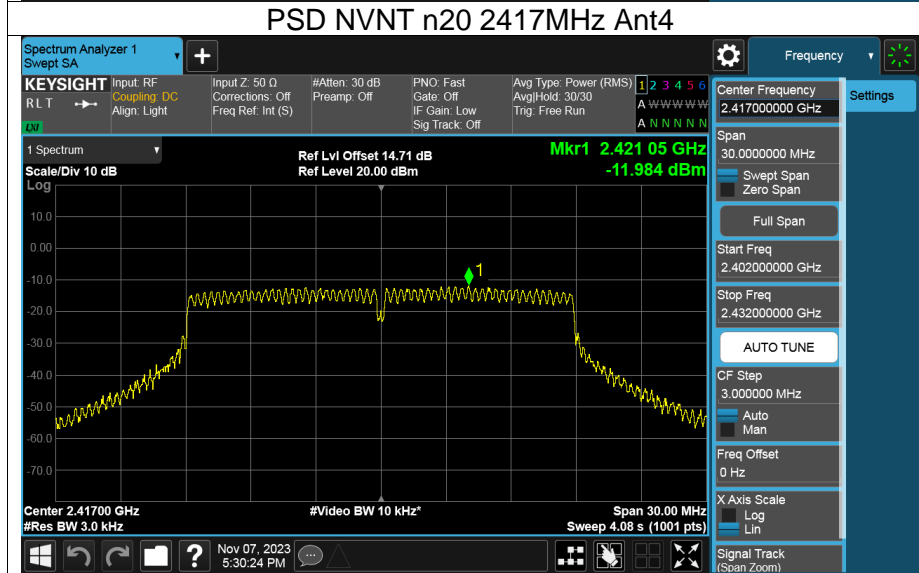 PSD NVNT n20 2417MHz Ant4
Spectrum Analyzer 1
Swept SA
+
Frequency
KEYSIGHT
RLT
LXI
Input: RF
Coupling: DC
Align: Light
Input Z: 50 Ω
Corrections: Off
Freq Ref: Int (S)
#Atten: 30 dB
Preamp: Off
PNO: Fast
Gate: Off
IF Gain: Low
Sig Track: Off
Avg Type: Power (RMS)
Avg|Hold: 30/30
Trig: Free Run
1 2 3 4 5 6
A W W W W W
A N N N N N
1 Spectrum
Scale/Div 10 dB
Ref Lvl Offset 14.71 dB
Ref Level 20.00 dBm
Mkr1 2.421 05 GHz
-11.984 dBm
Log
10.0
0.00
-10.0
-20.0
-30.0
-40.0
-50.0
-60.0
-70.0
1
Center 2.41700 GHz
#Res BW 3.0 kHz
#Video BW 10 kHz*
Span 30.00 MHz
Sweep 4.08 s (1001 pts)
?
Nov 07, 2023
5:30:24 PM
Center Frequency
2.417000000 GHz
Settings
Span
30.0000000 MHz
Swept Span
Zero Span
Full Span
Start Freq
2.402000000 GHz
Stop Freq
2.432000000 GHz
AUTO TUNE
CF Step
3.000000 MHz
Auto
Man
Freq Offset
0 Hz
X Axis Scale
Log
Lin
Signal Track
(Span Zoom)